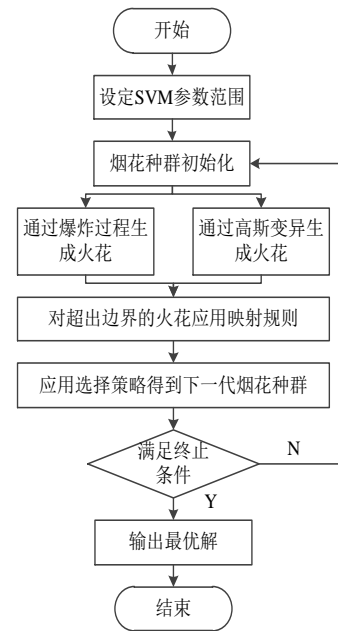 开始
设定SVM参数范围
烟花种群初始化
通过爆炸过程生
成火花
通过高斯变异生
成火花
对超出边界的火花应用映射规则
应用选择策略得到下一代烟花种群
满足终止
条件
N
Y
输出最优解
结束